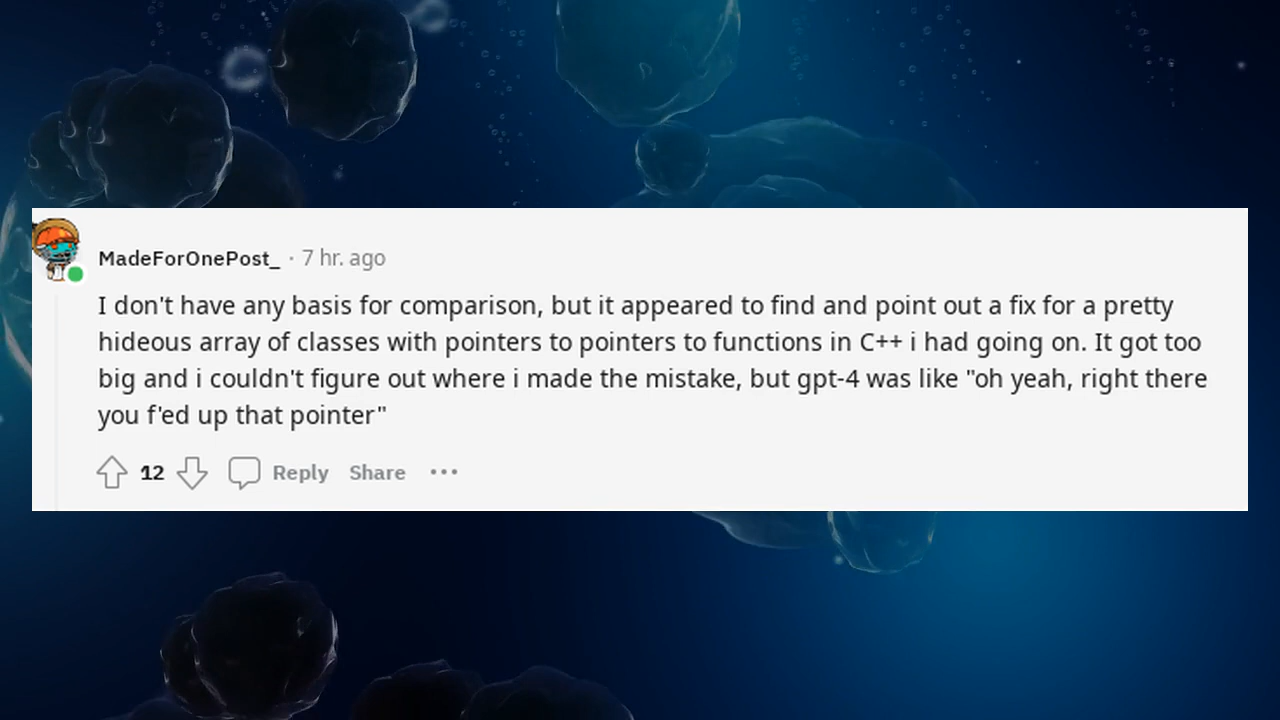 MadeForOnePost_ · 7 hr. ago
I don't have any basis for comparison, but it appeared to find and point out a fix for a pretty
hideous array of classes with pointers to pointers to functions in C++ i had going on. It got too
big and i couldn't figure out where i made the mistake, but gpt-4 was like "oh yeah, right there
you f'ed up that pointer"
12 Reply Share